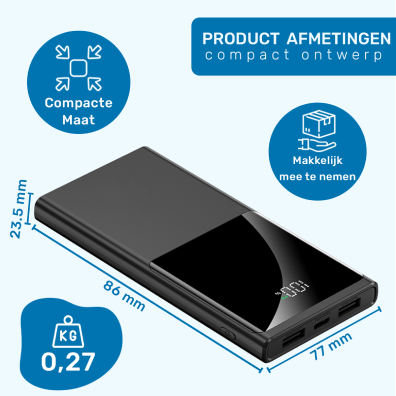 PRODUCT AFMETINGEN
compact ontwerp
Compacte
Maat
Makkelijk
mee te nemen
23.5 mm
86 mm
77 mm
100%
KG
0,27